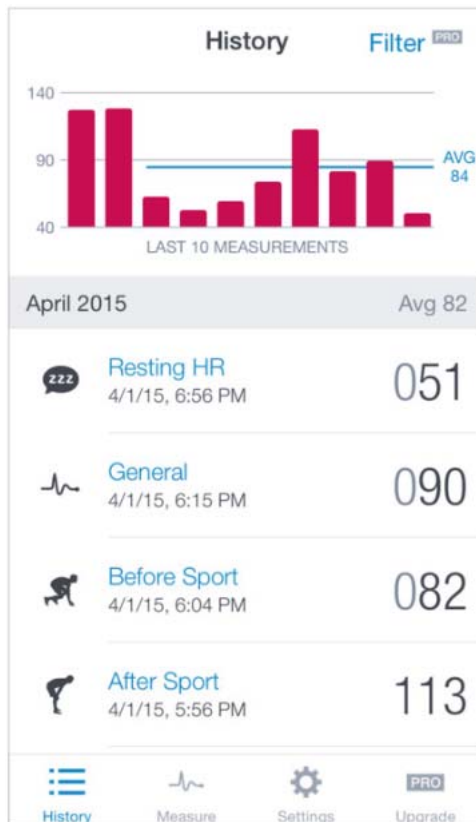 History
Filter PRO
140
90
40
AVG
84
LAST 10 MEASUREMENTS
April 2015 Avg 82
zzz
Resting HR
4/1/15, 6:56 PM
051
General
4/1/15, 6:15 PM
090
Before Sport
4/1/15, 6:04 PM
082
After Sport
4/1/15, 5:56 PM
113
PRO
History Measure Settings Upgrade